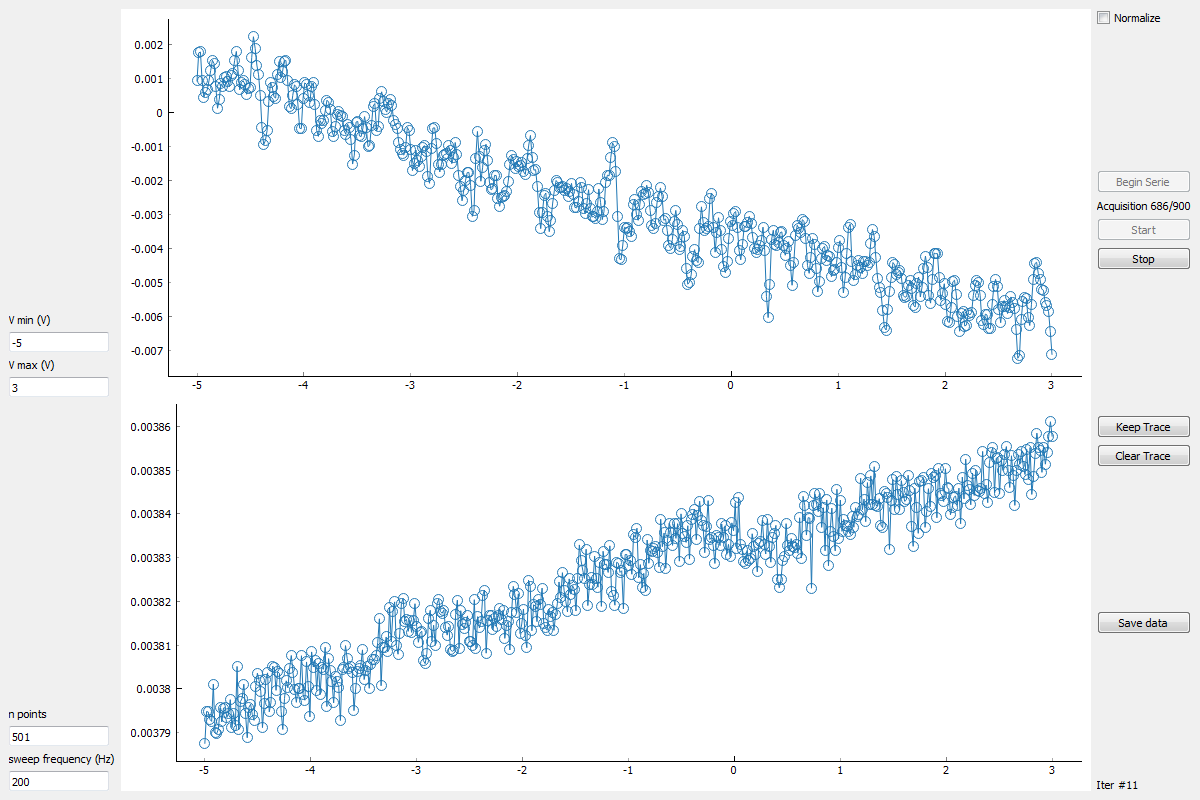 Normalize
0.002
0.001
0
-0.001
-0.002
-0.003
-0.004
-0.005
-0.006
-0.007
-5 -4 -3 -2 -1 0 1 2 3
V min (V)
-5
V max (V)
3
Begin Serie
Acquisition 686/900
Start
Stop
0.00386
0.00385
0.00384
0.00383
0.00382
0.00381
0.0038
0.00379
-5 -4 -3 -2 -1 0 1 2 3
Keep Trace
Clear Trace
Save data
n points
501
sweep frequency (Hz)
200
Iter #11